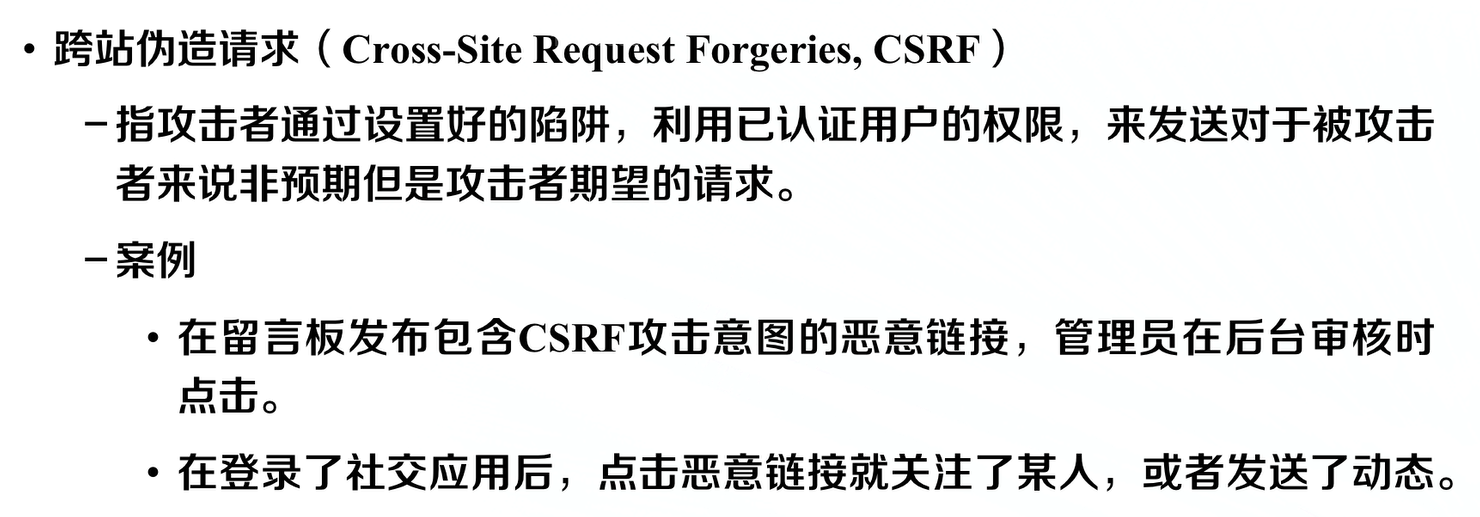 • 跨站伪造请求（Cross-Site Request Forgeries, CSRF）
–指攻击者通过设置好的陷阱，利用已认证用户的权限，来发送对于被攻击
者来说非预期但是攻击者期望的请求。
–案例
• 在留言板发布包含CSRF攻击意图的恶意链接，管理员在后台审核时
点击。
• 在登录了社交应用后，点击恶意链接就关注了某人，或者发送了动态。